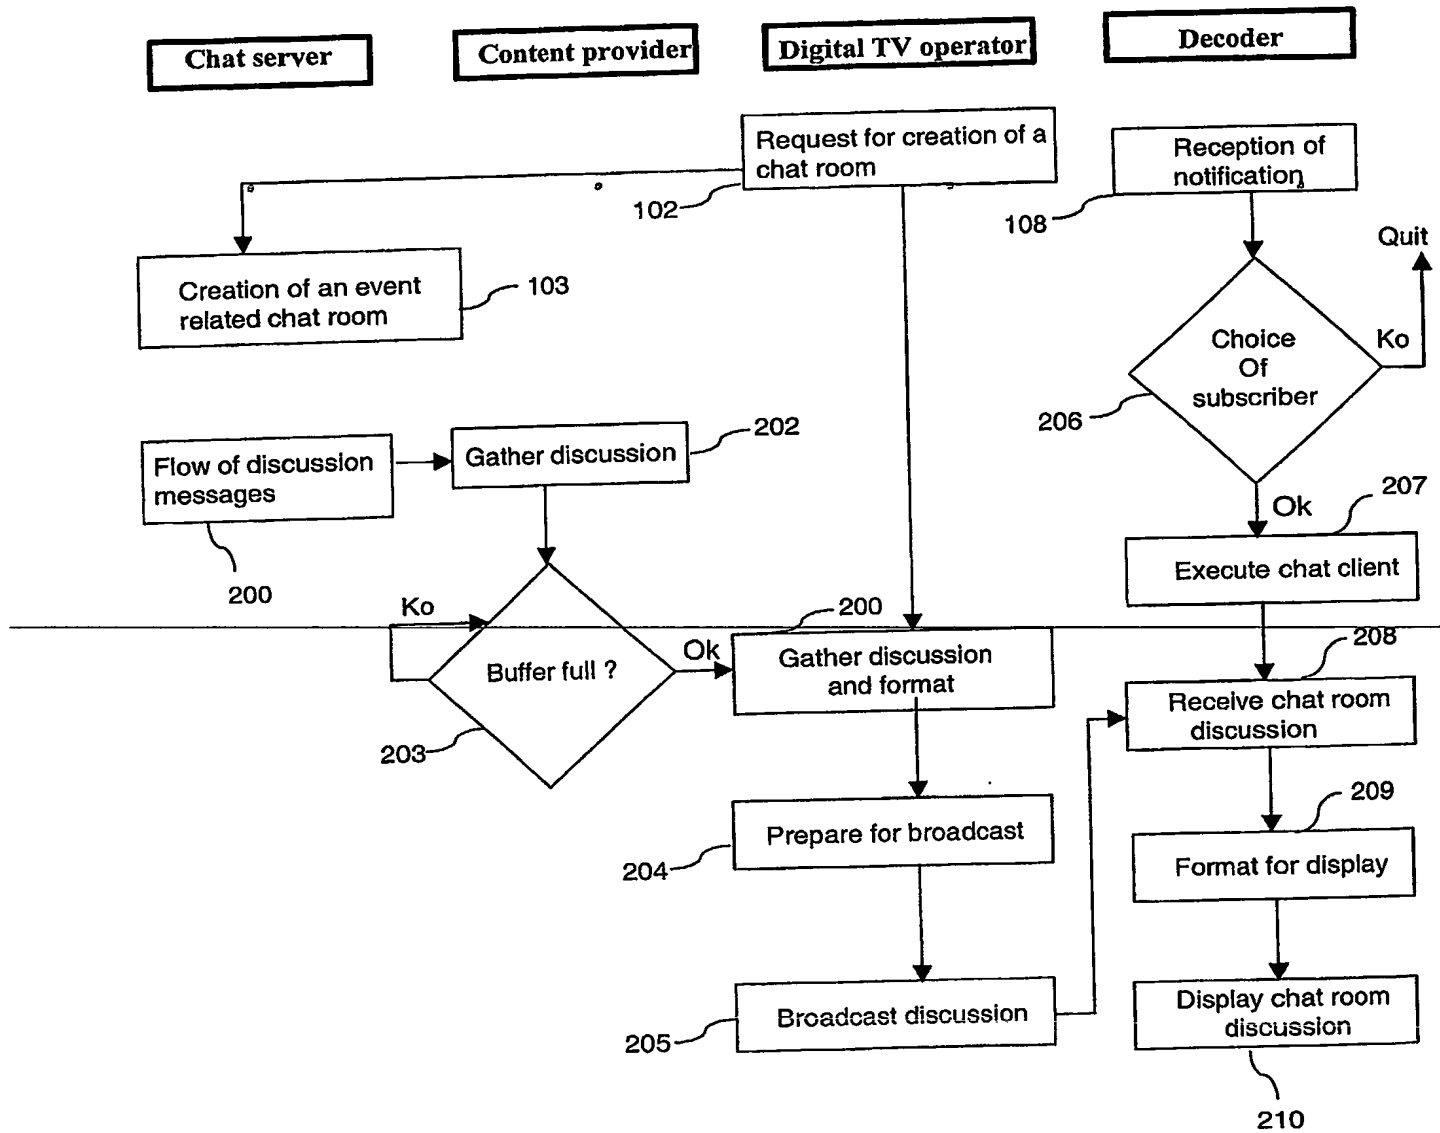 Chat server
Content provider
Digital TV operator
Decoder
Request for creation of a
chat room
102
Reception of
notification
108
Quit
Creation of an event
related chat room
103
Choice
Of
subscriber
Ko
206
Flow of discussion
messages
200
Gather discussion
202
Ok
207
Execute chat client
Ko
Buffer full ?
203
Ok
200
Gather discussion
and format
208
Receive chat room
discussion
Prepare for broadcast
204
209
Format for display
Broadcast discussion
205
Display chat room
discussion
210